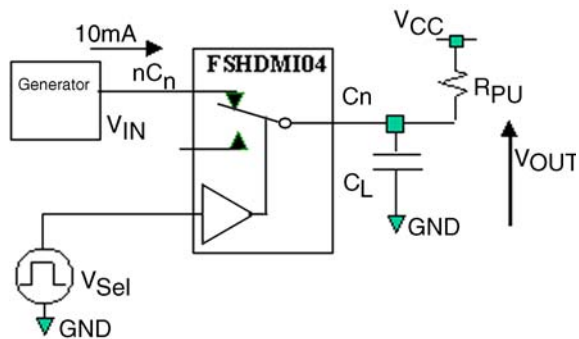 10mA
VCC
FSHDMI04
nCn
Cn
RPU
Generator
VIN
VOUT
CL
GND
VSel
GND